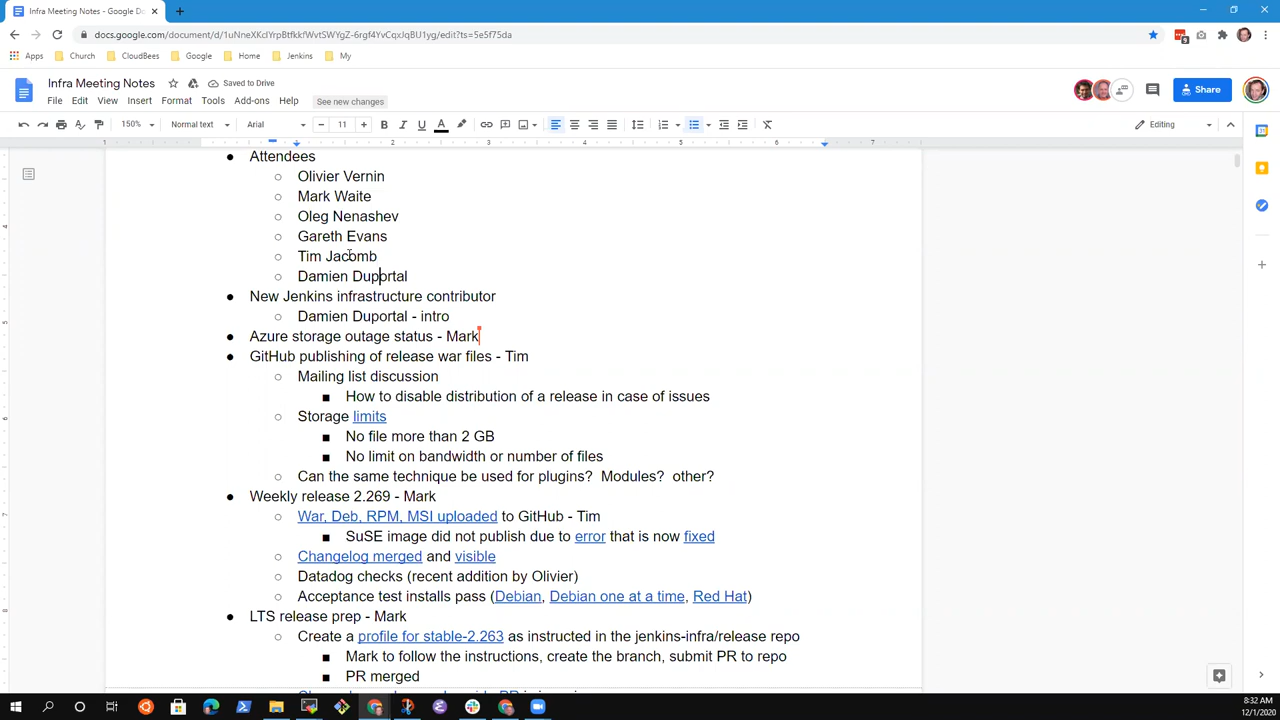 Infra Meeting Notes - Google Do
docs.google.com/document/d/1uNneXKcIYrpBtfkkfWvtSWYgZ-6rgf4YvCqxJqBU1yg/edit?ts=5e5f75da
Apps Church CloudBees Google Home Jenkins My
Infra Meeting Notes Saved to Drive
File Edit View Insert Format Tools Add-ons Help See new changes
Share
150% Normal text Arial 11 Editing
1 2 3 4 5 6 7
Attendees
Olivier Vernin
Mark Waite
Oleg Nenashev
Gareth Evans
Tim Jacomb
Damien Duportal
New Jenkins infrastructure contributor
Damien Duportal - intro
Azure storage outage status - Mark
GitHub publishing of release war files - Tim
Mailing list discussion
How to disable distribution of a release in case of issues
Storage limits
No file more than 2 GB
No limit on bandwidth or number of files
Can the same technique be used for plugins?  Modules?  other?
Weekly release 2.269 - Mark
War, Deb, RPM, MSI uploaded to GitHub - Tim
SuSE image did not publish due to error that is now fixed
Changelog merged and visible
Datadog checks (recent addition by Olivier)
Acceptance test installs pass (Debian, Debian one at a time, Red Hat)
LTS release prep - Mark
Create a profile for stable-2.263 as instructed in the jenkins-infra/release repo
Mark to follow the instructions, create the branch, submit PR to repo
PR merged
8:32 AM
12/1/2020